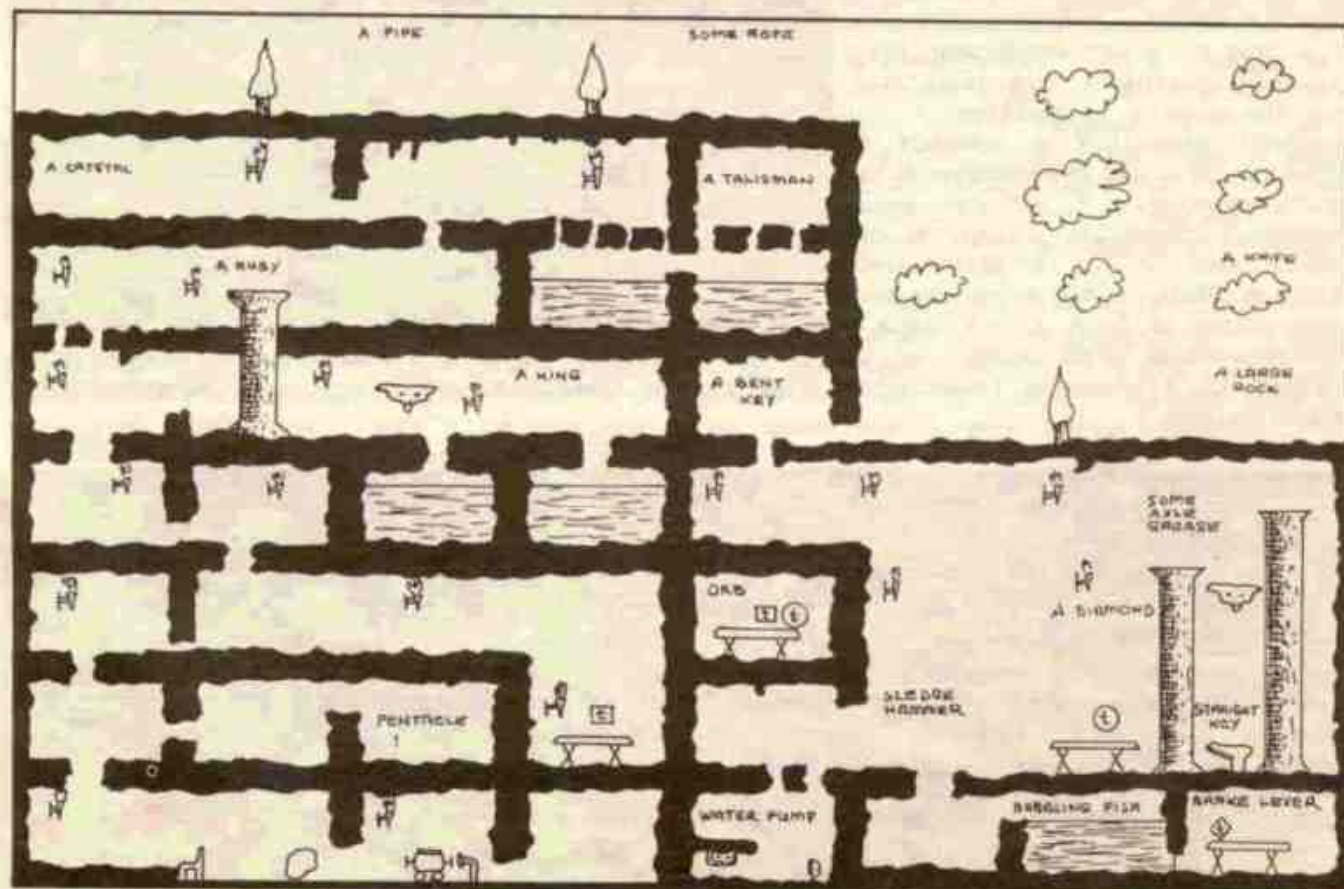 A PIPE
SOME ROPE
A CRYSTAL
A TALISMAN
A RUBY
A KNIFE
A RING
A BENT
KEY
A LARGE
ROCK
SOME
AXLE
GREASE
ORB
t
t
A DIAMOND
SLEDGE
HAMMER
STRAIGHT
KEY
PENTACLE
t
t
WATER PUMP
BUBBLING FISH
BRAKE LEVER
t